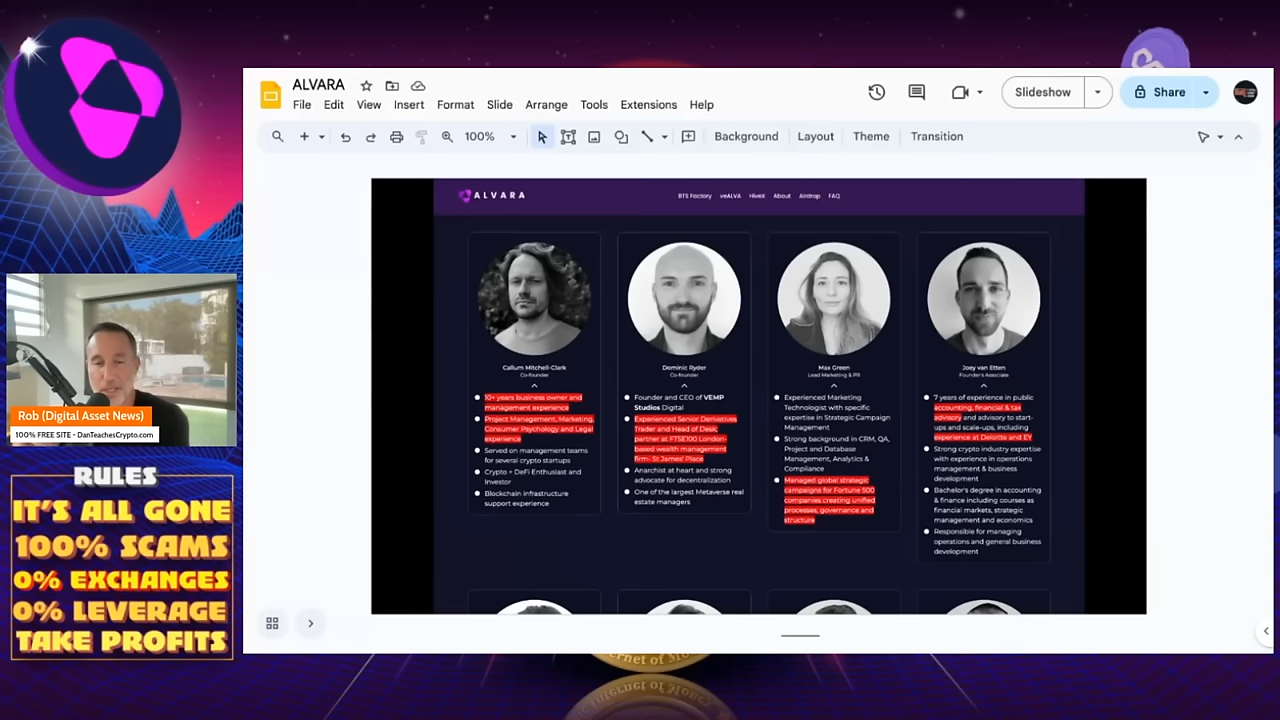 ALVARA
File Edit View Insert Format Slide Arrange Tools Extensions Help
Slideshow
Share
100%
Background Layout Theme Transition
ALVARA
BTS Factory veALVA HiveX About Airdrop FAQ
Callum Mitchell-Clark
Co-founder
10+ years business owner and
management experience
Project Management, Marketing,
Consumer Psychology and Legal
experience
Served on management teams
for several crypto startups
Crypto + DeFi Enthusiast and
Investor
Blockchain infrastructure
support experience
Dominic Ryder
Co-founder
Founder and CEO of VEMP
Studios Digital
Experienced Senior Derivatives
Trader and Head of Desk;
partner at FTSE100 London-
based wealth management
firm- St James' Place
Anarchist at heart and strong
advocate for decentralization
One of the largest Metaverse real
estate managers
Max Green
Lead Marketing & PR
Experienced Marketing
Technologist with specific
expertise in Strategic Campaign
Management
Strong background in CRM, QA,
Project and Database
Management, Analytics &
Compliance
Managed global strategic
campaigns for Fortune 500
companies creating unified
processes, governance and
structure
Joey van Etten
Founder's Associate
7 years of experience in public
accounting, financial & tax
advisory and advisory to start-
ups and scale-ups, including
experience at Deloitte and EY
Strong crypto industry expertise
with experience in operations
management & business
development
Bachelor's degree in accounting
& finance including courses as
financial markets, strategic
management and economics
Responsible for managing
operations and general business
development
Rob (Digital Asset News)
100% FREE SITE - DanTeachesCrypto.com
RULES
IT'S ALL GONE
100% SCAMS
0% EXCHANGES
0% LEVERAGE
TAKE PROFITS